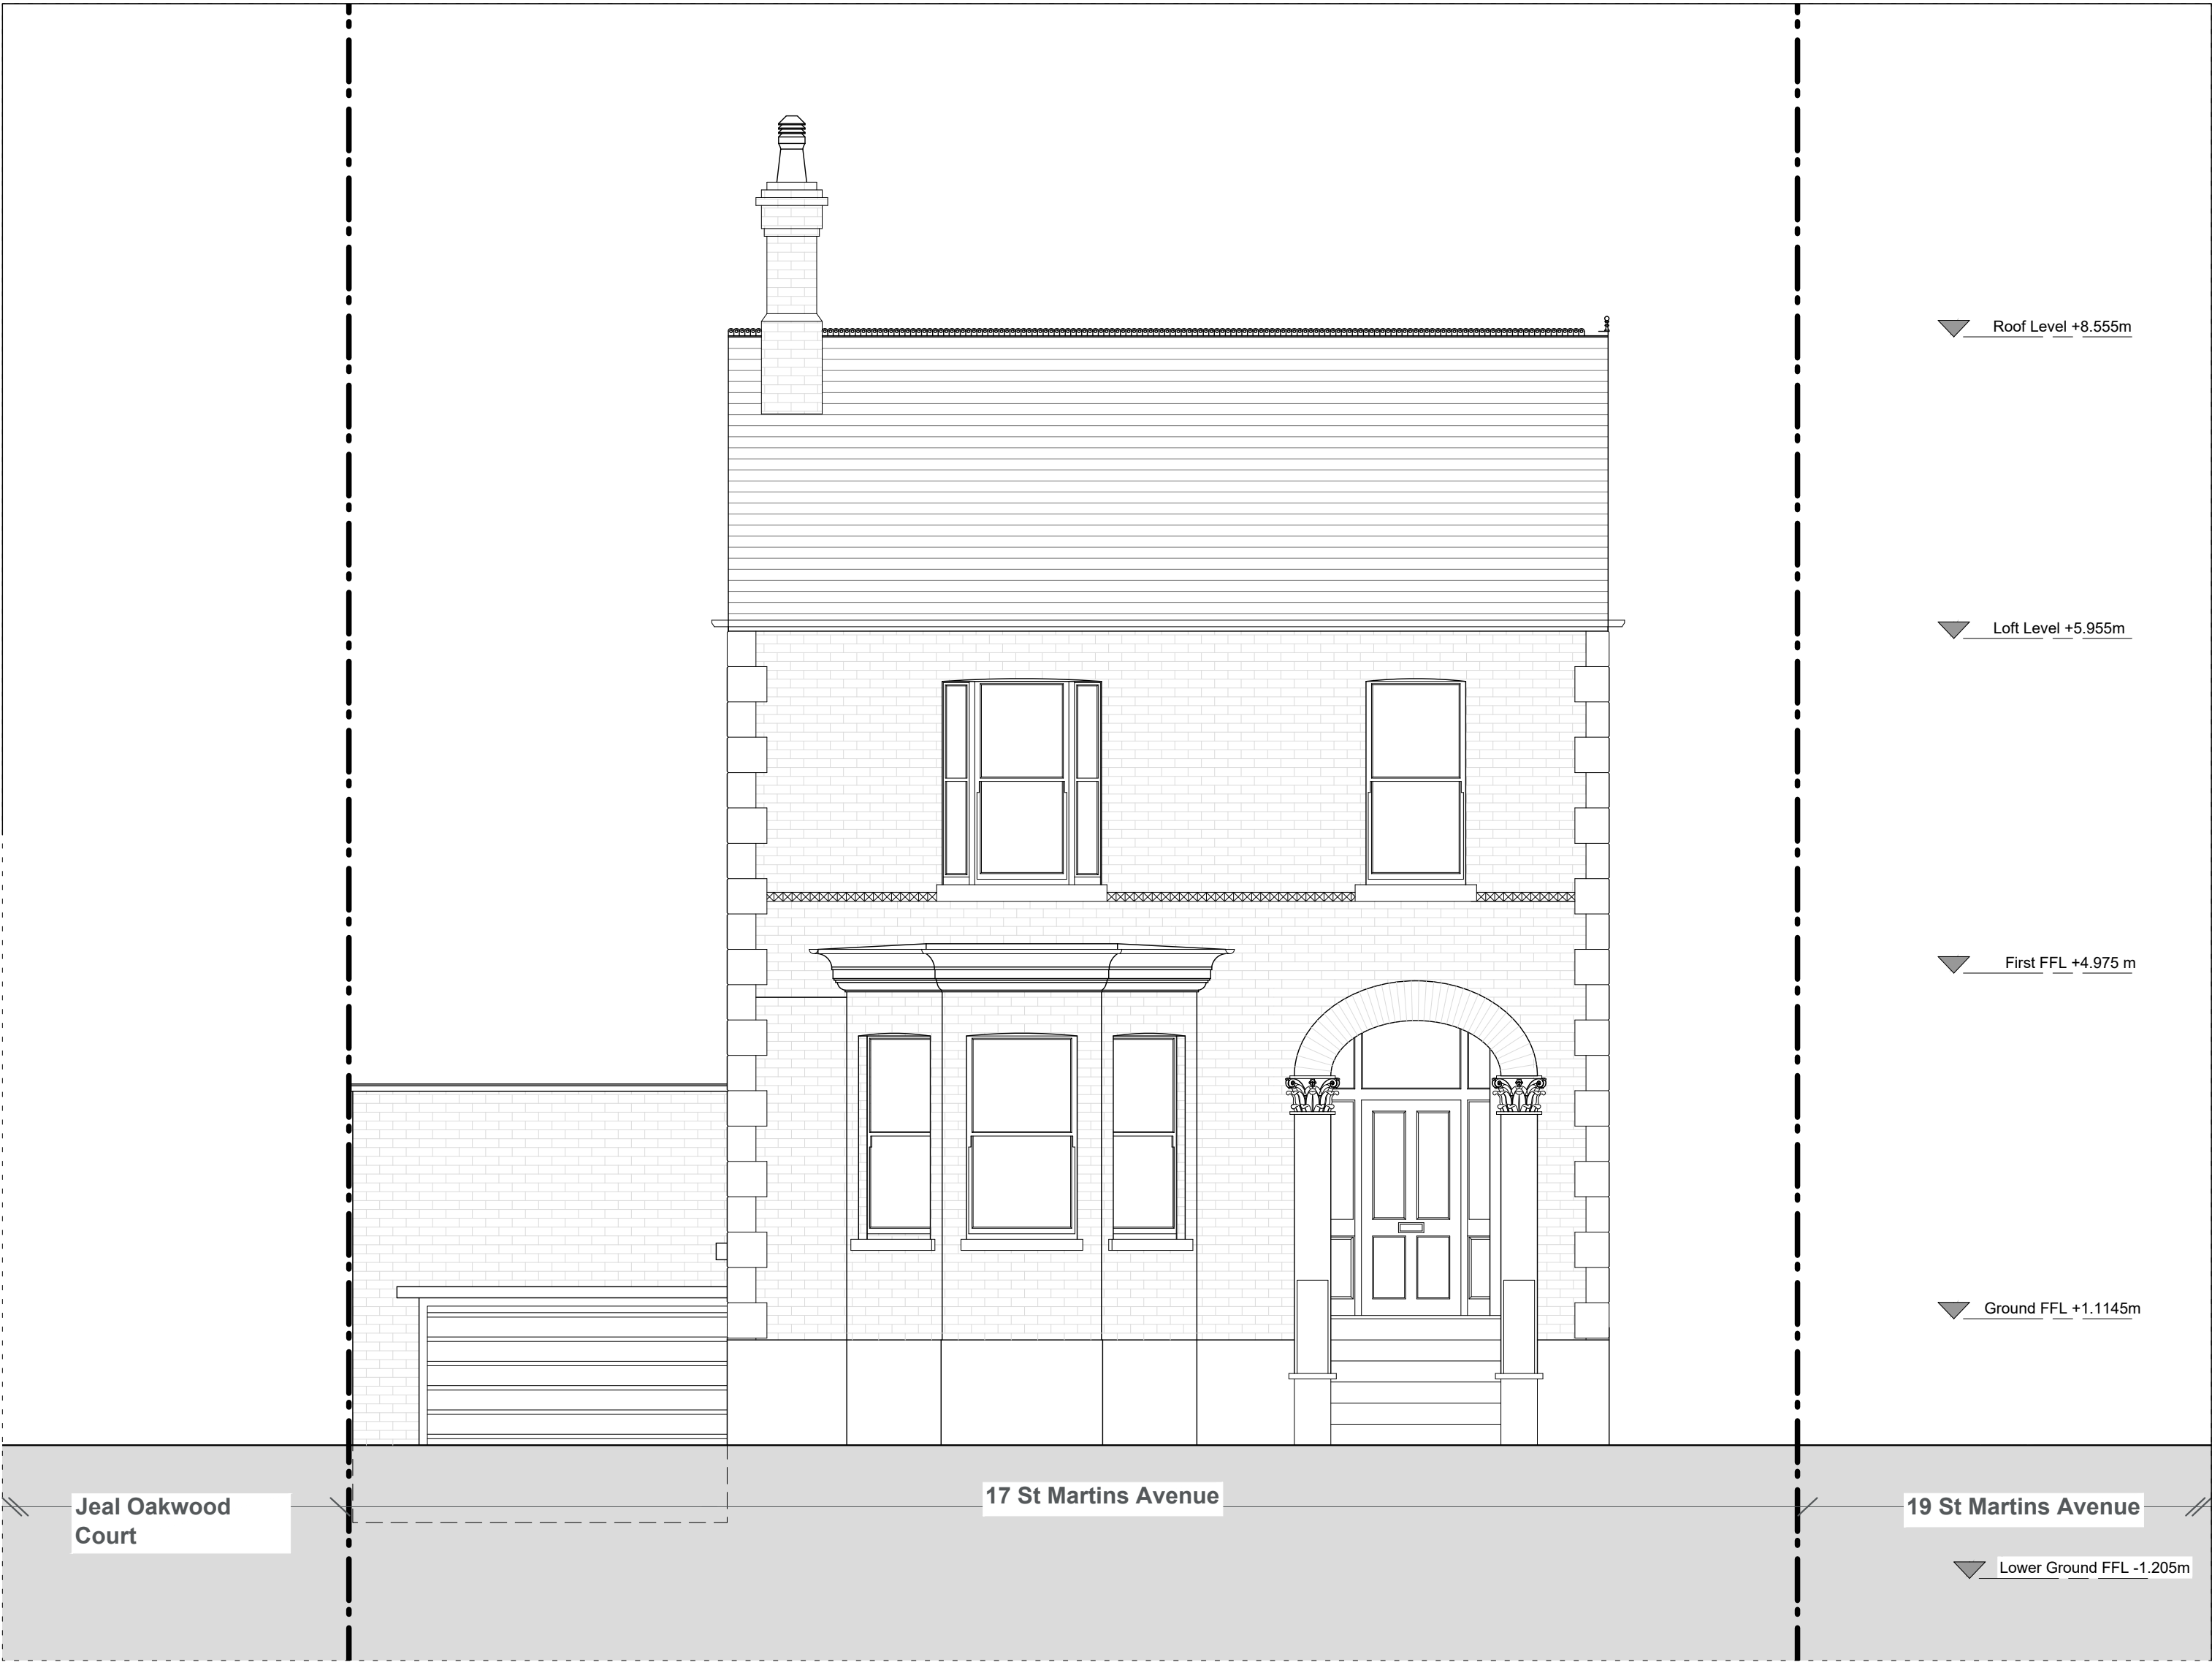 Roof Level +8.555m
Loft Level +5.955m
First FFL +4.975 m
Ground FFL +1.1145m
Jeal Oakwood
Court
17 St Martins Avenue
19 St Martins Avenue
Lower Ground FFL -1.205m